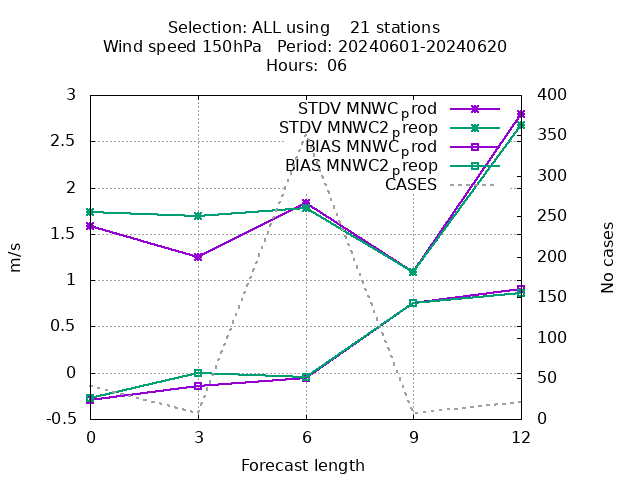 Selection: ALL using 21 stations
Wind speed 150hPa Period: 20240601-20240620
Hours: 06
STDV MNWC_prod
STDV MNWC2_preop
BIAS MNWC_prod
BIAS MNWC2_preop
CASES
3
2.5
2
1.5
1
0.5
0
-0.5
m/s
400
350
300
250
200
150
100
50
0
No cases
0 3 6 9 12
Forecast length